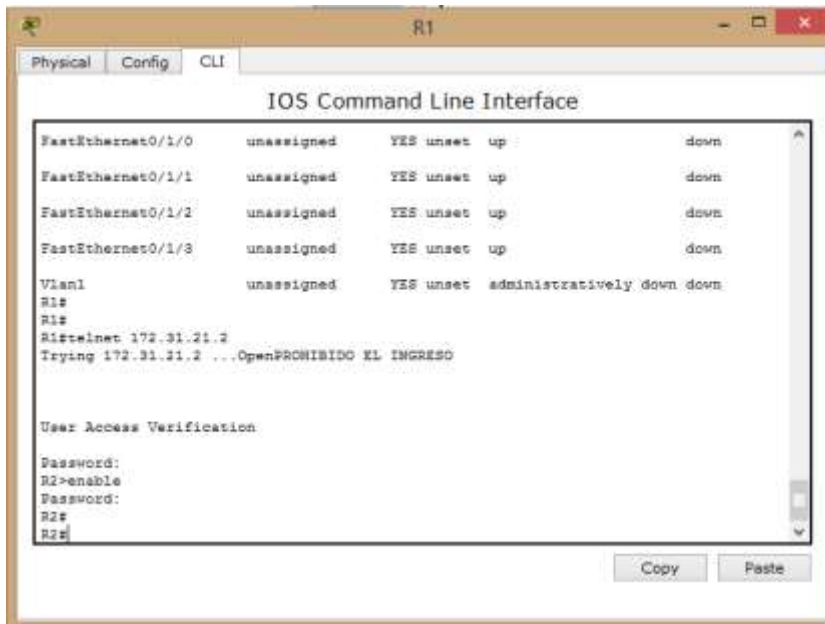 R1
Physical Config CLI
IOS Command Line Interface
FastEthernet0/1/0 unassigned YES unset up down
FastEthernet0/1/1 unassigned YES unset up down
FastEthernet0/1/2 unassigned YES unset up down
FastEthernet0/1/3 unassigned YES unset up down
Vlan1 unassigned YES unset administratively down down
R1#
R1#
R1#telnet 172.31.21.2
Trying 172.31.21.2 ...OpenPROHIBIDO EL INGRESO
User Access Verification
Password:
R2>enable
Password:
R2#
R2#
Copy Paste